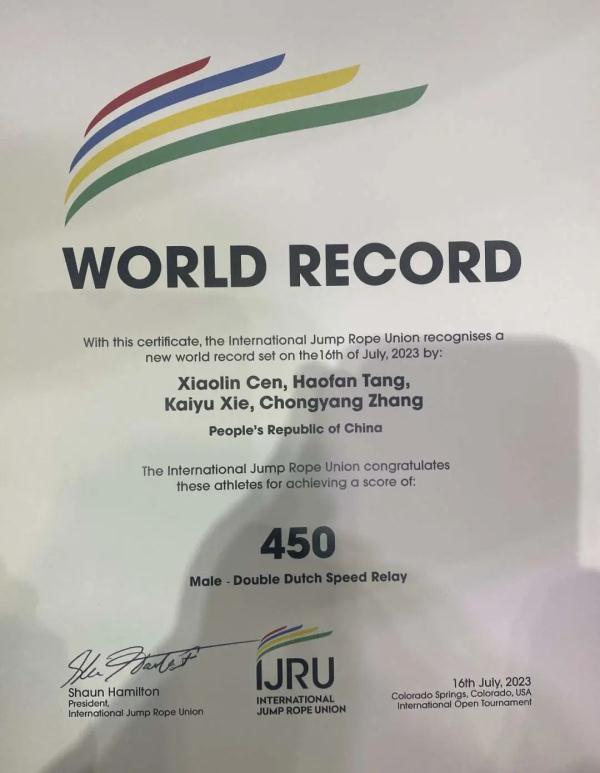 WORLD RECORD
With this certificate, the International Jump Rope Union recognises a
new world record set on the16th of July, 2023 by:
Xiaolin Cen, Haofan Tang,
Kaiyu Xie, Chongyang Zhang
People's Republic of China
The International Jump Rope Union congratulates
these athletes for achieving a score of:
450
Male - Double Dutch Speed Relay
Shaun Hamilton
President,
International Jump Rope Union
IJRU
INTERNATIONAL
JUMP ROPE UNION
16th July, 2023
Colorado Springs, Colorado, USA
International Open Tournament